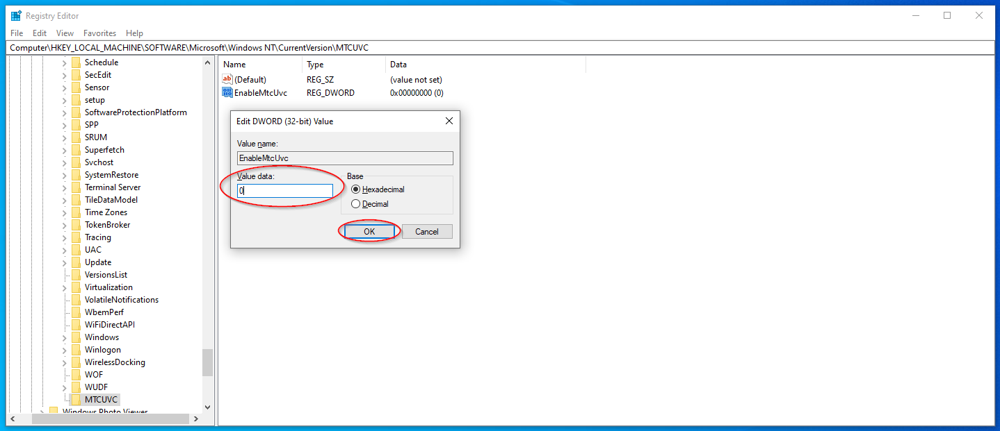 Registry Editor
File Edit View Favorites Help
Computer\HKEY_LOCAL_MACHINE\SOFTWARE\Microsoft\Windows NT\CurrentVersion\MTCUVC
Schedule
SecEdit
Sensor
setup
SoftwareProtectionPlatform
SPP
SRUM
Superfetch
Svchost
SystemRestore
Terminal Server
TileDataModel
Time Zones
TokenBroker
Tracing
UAC
Update
VersionsList
Virtualization
VolatileNotifications
WbemPerf
WiFiDirectAPI
Windows
Winlogon
WirelessDocking
WOF
WUDF
MTCUVC
Windows Photo Viewer
Name Type Data
ab (Default) REG_SZ (value not set)
EnableMtcUvc REG_DWORD 0x00000000 (0)
Edit DWORD (32-bit) Value
Value name:
EnableMtcUvc
Value data:
0
Base
Hexadecimal
Decimal
OK Cancel